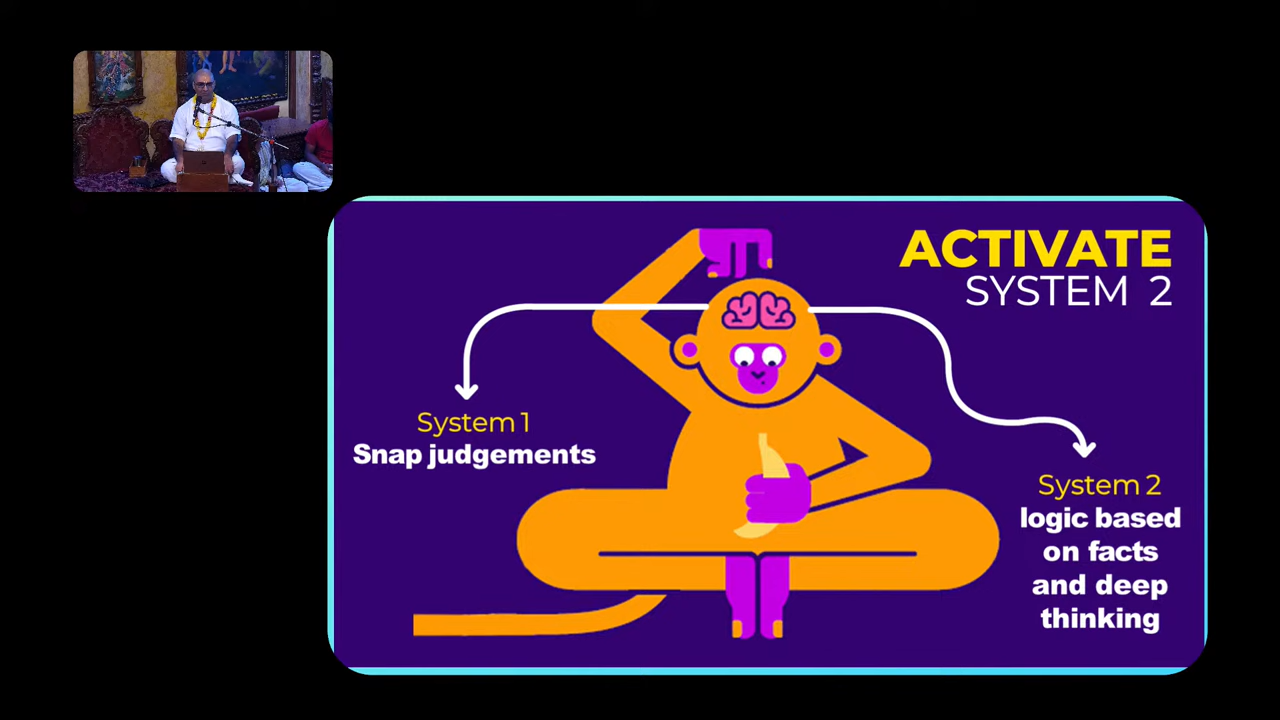 ACTIVATE
SYSTEM 2
System 1
Snap judgements
System 2
logic based
on facts
and deep
thinking